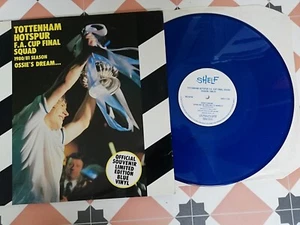 TOTTENHAM
HOTSPUR
F.A. CUP FINAL
SQUAD
1980/81 SEASON
OSSIE'S DREAM...
OFFICIAL
SOUVENIR
LIMITED
EDITION
BLUE
VINYL
SHELF